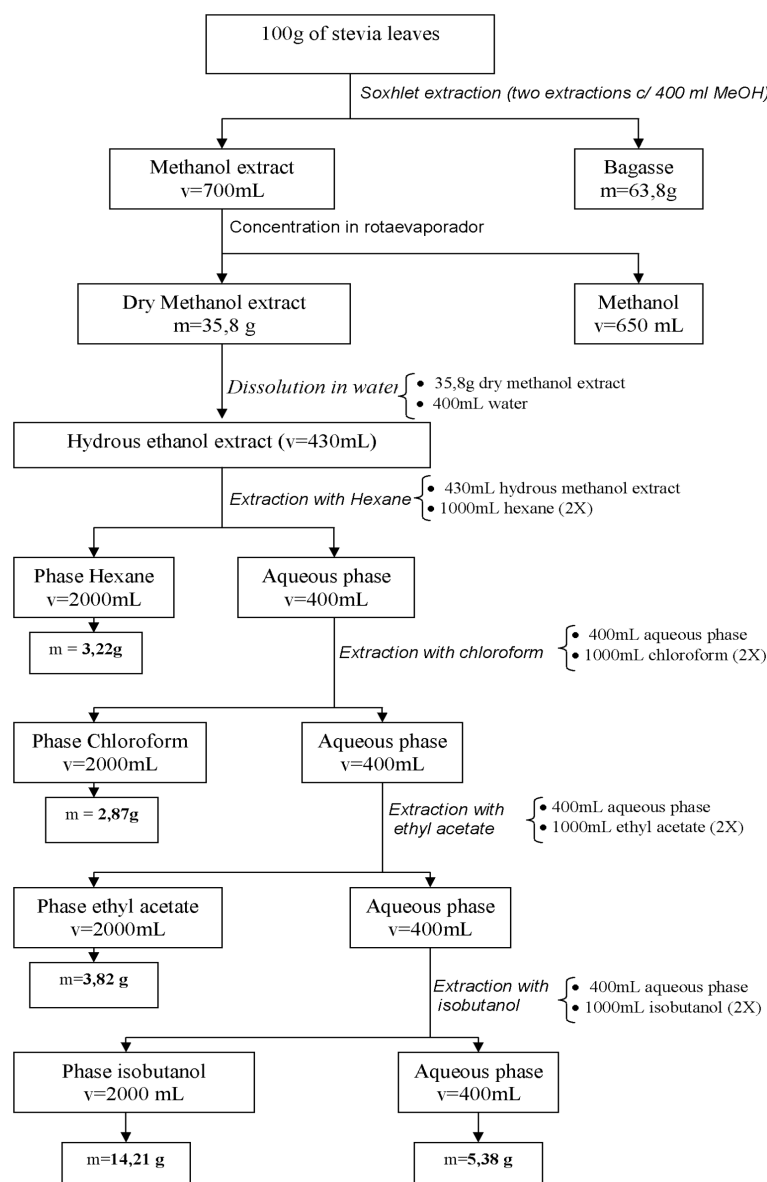 100g of stevia leaves
Soxhlet extraction (two extractions c/ 400 ml MeOH)
Methanol extract
v=700mL
Bagasse
m=63,8g
Concentration in rotaevaporador
Dry Methanol extract
m=35,8 g
Methanol
v=650 mL
Dissolution in water
• 35,8g dry methanol extract
• 400mL water
Hydrous ethanol extract (v=430mL)
Extraction with Hexane
• 430mL hydrous methanol extract
• 1000mL hexane (2X)
Phase Hexane
v=2000mL
Aqueous phase
v=400mL
m = 3,22g
Extraction with chloroform
• 400mL aqueous phase
• 1000mL chloroform (2X)
Phase Chloroform
v=2000mL
Aqueous phase
v=400mL
m = 2,87g
Extraction with
ethyl acetate
• 400mL aqueous phase
• 1000mL ethyl acetate (2X)
Phase ethyl acetate
v=2000mL
Aqueous phase
v=400mL
m=3,82 g
Extraction with
isobutanol
• 400mL aqueous phase
• 1000mL isobutanol (2X)
Phase isobutanol
v=2000 mL
Aqueous phase
v=400mL
m=14,21 g
m=5,38 g